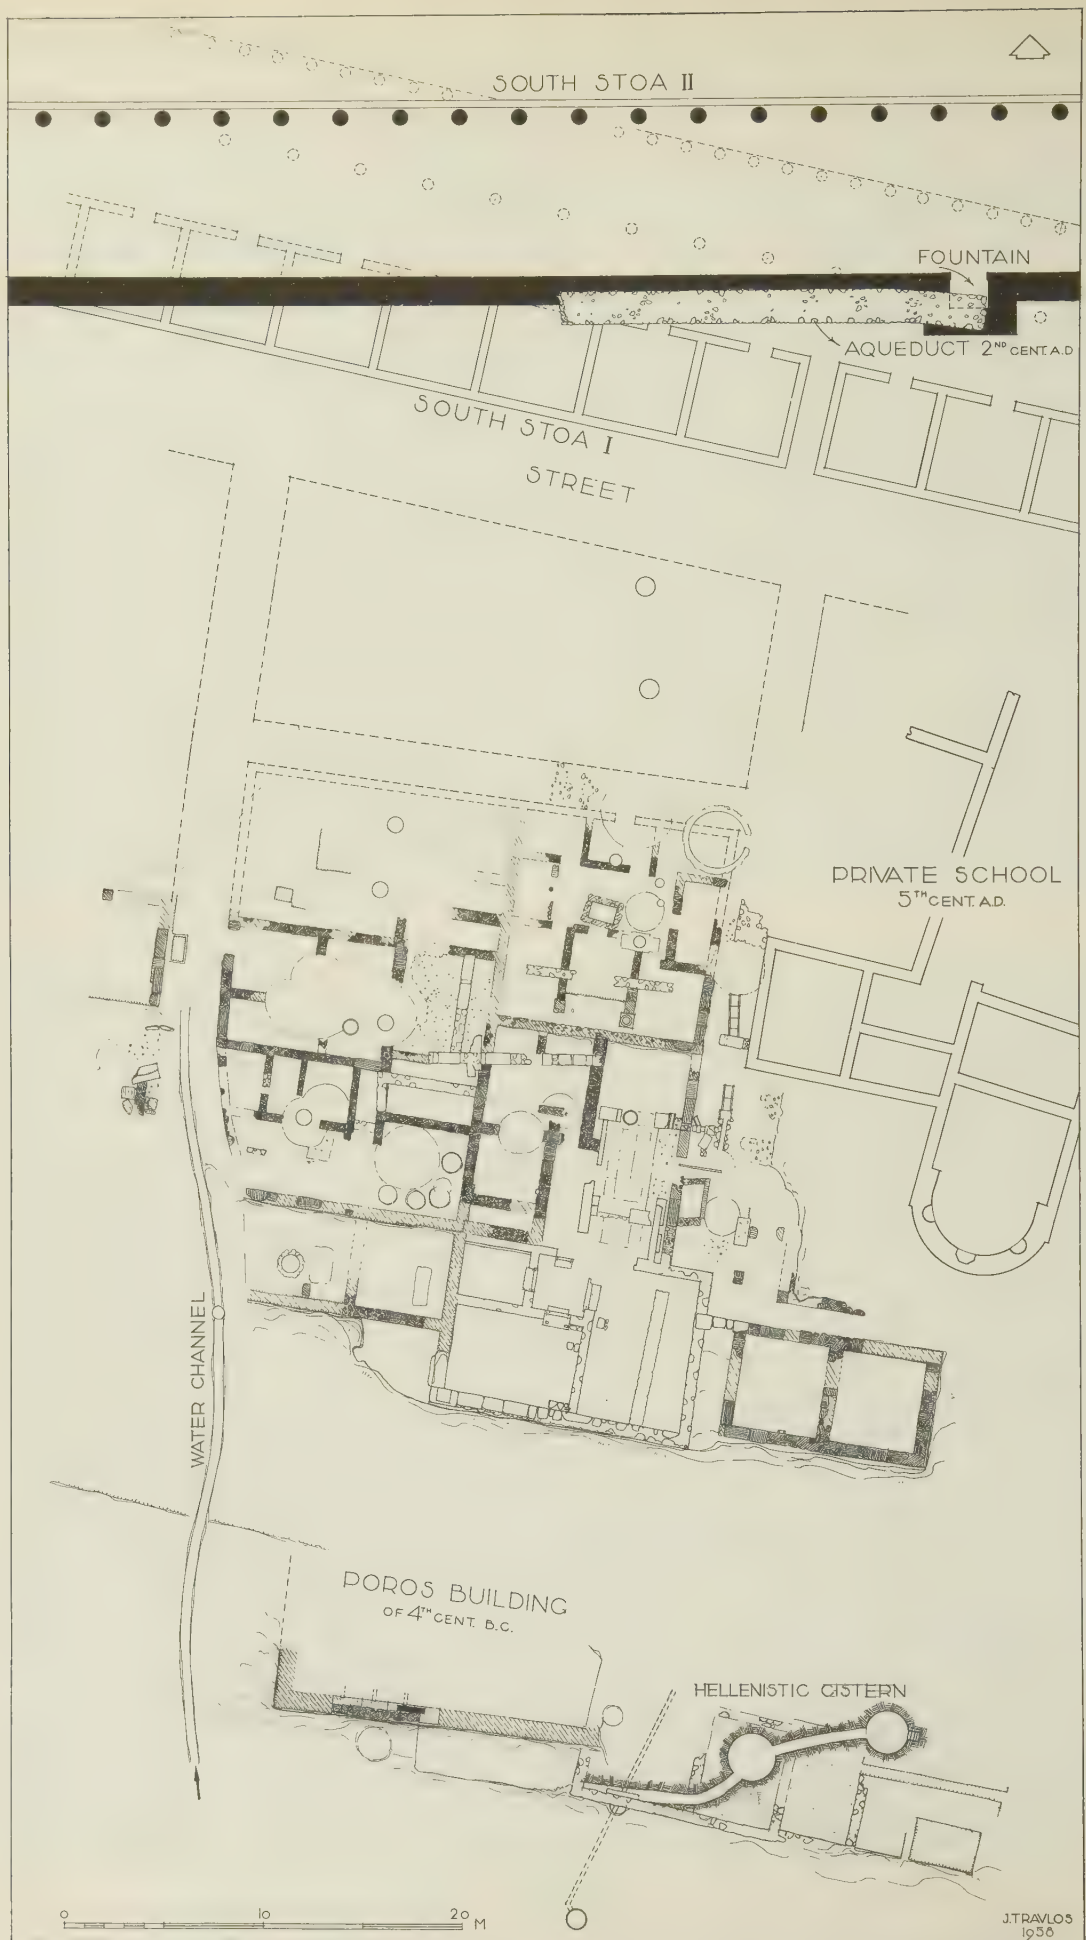 SOUTH STOA II
FOUNTAIN
AQUEDUCT 2ND CENT. A.D
SOUTH STOA I
STREET
PRIVATE SCHOOL
5TH CENT. A.D.
WATER CHANNEL
POROS BUILDING
OF 4TH CENT. B.C.
HELLENISTIC CISTERN
0 10 20 M
J.TRAVLOS
1958